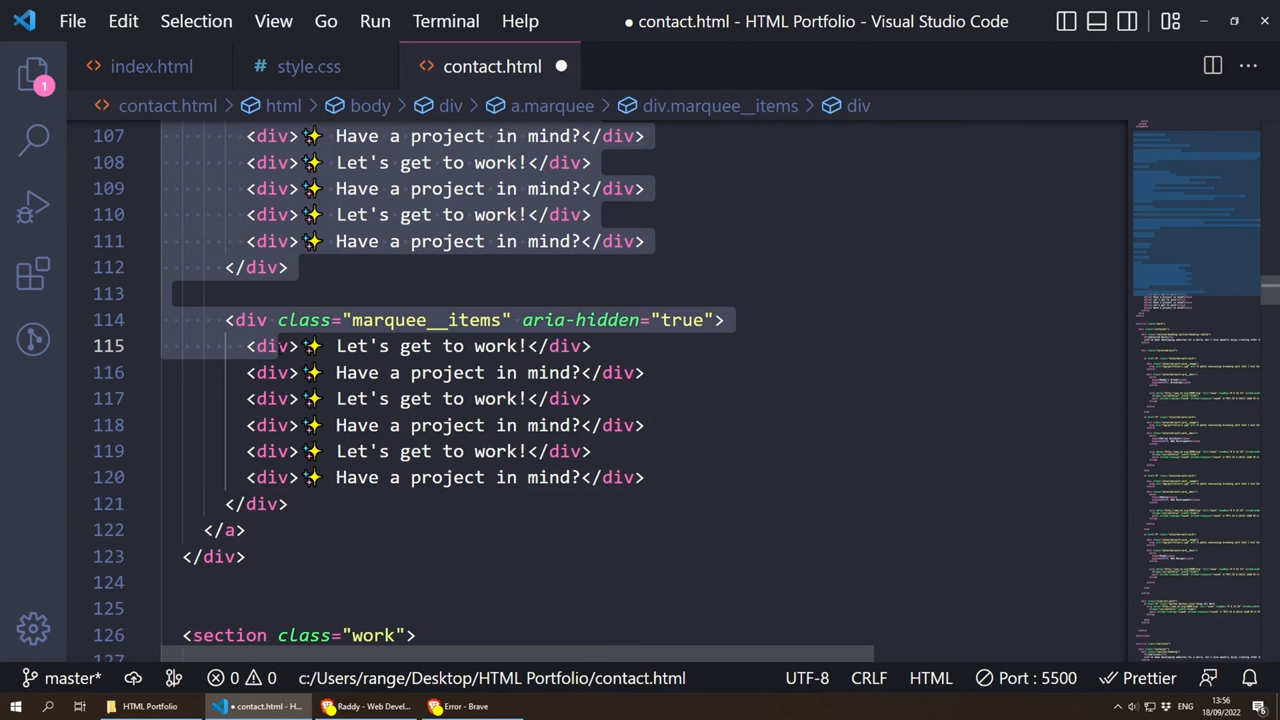 File Edit Selection View Go Run Terminal Help ● contact.html - HTML Portfolio - Visual Studio Code
index.html # style.css contact.html
contact.html > html > body > div > a.marquee > div.marquee__items > div
107 <div>✨ Have a project in mind?</div>
108 <div>✨ Let's get to work!</div>
109 <div>✨ Have a project in mind?</div>
110 <div>✨ Let's get to work!</div>
111 <div>✨ Have a project in mind?</div>
112 </div>
113
114 <div class="marquee__items" aria-hidden="true">
115 <div>✨ Let's get to work!</div>
116 <div>✨ Have a project in mind?</div>
117 <div>✨ Let's get to work!</div>
118 <div>✨ Have a project in mind?</div>
119 <div>✨ Let's get to work!</div>
120 <div>✨ Have a project in mind?</div>
121 </div>
122 </a>
123 </div>
124
125
126 <section class="work">
1
master* 0 0 c:/Users/range/Desktop/HTML Portfolio/contact.html UTF-8 CRLF HTML Port : 5500 Prettier
HTML Portfolio ● contact.html - H... Raddy - Web Devel... Error - Brave ENG 13:56
18/09/2022 6